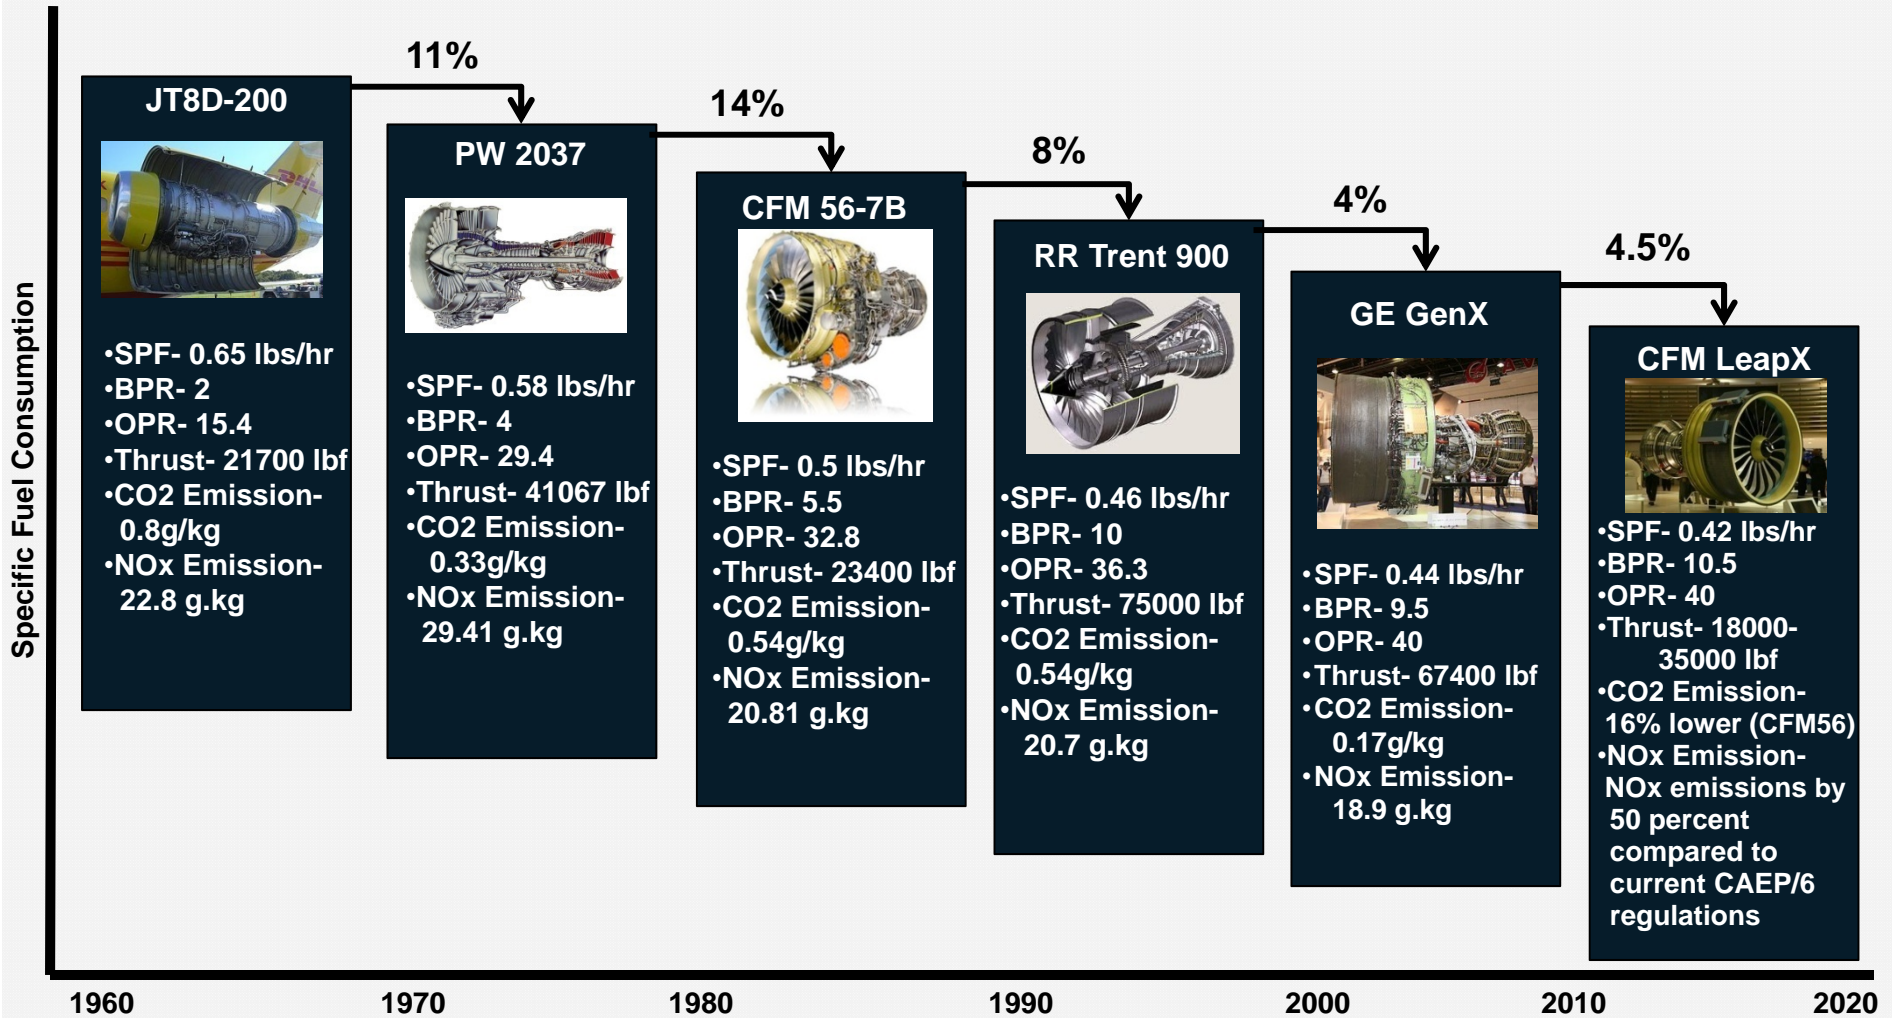 Specific Fuel Consumption
11%
14%
8%
4%
4.5%
JT8D-200
•SPF- 0.65 lbs/hr
•BPR- 2
•OPR- 15.4
•Thrust- 21700 lbf
•CO2 Emission-
0.8g/kg
•NOx Emission-
22.8 g.kg
PW 2037
•SPF- 0.58 lbs/hr
•BPR- 4
•OPR- 29.4
•Thrust- 41067 lbf
•CO2 Emission-
0.33g/kg
•NOx Emission-
29.41 g.kg
CFM 56-7B
•SPF- 0.5 lbs/hr
•BPR- 5.5
•OPR- 32.8
•Thrust- 23400 lbf
•CO2 Emission-
0.54g/kg
•NOx Emission-
20.81 g.kg
RR Trent 900
•SPF- 0.46 lbs/hr
•BPR- 10
•OPR- 36.3
•Thrust- 75000 lbf
•CO2 Emission-
0.54g/kg
•NOx Emission-
20.7 g.kg
GE GenX
•SPF- 0.44 lbs/hr
•BPR- 9.5
•OPR- 40
•Thrust- 67400 lbf
•CO2 Emission-
0.17g/kg
•NOx Emission-
18.9 g.kg
CFM LeapX
•SPF- 0.42 lbs/hr
•BPR- 10.5
•OPR- 40
•Thrust- 18000-
35000 lbf
•CO2 Emission-
16% lower (CFM56)
•NOx Emission-
NOx emissions by
50 percent
compared to
current CAEP/6
regulations
1960
1970
1980
1990
2000
2010
2020
DHL